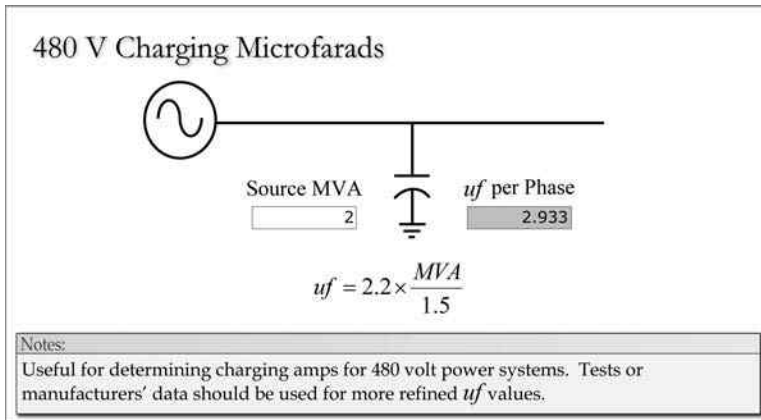 480 V Charging Microfarads
Source MVA
uf per Phase
2
2.933
uf = 2.2 × MVA / 1.5
Notes:
Useful for determining charging amps for 480 volt power systems. Tests or
manufacturers' data should be used for more refined uf values.